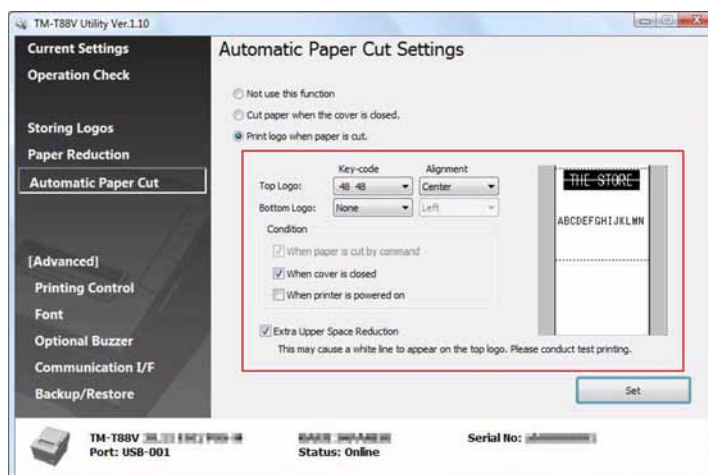 TM-T88V Utility Ver.1.10
Current Settings
Operation Check
Storing Logos
Paper Reduction
Automatic Paper Cut
[Advanced]
Printing Control
Font
Optional Buzzer
Communication I/F
Backup/Restore
Automatic Paper Cut Settings
Not use this function
Cut paper when the cover is closed.
Print logo when paper is cut.
Key-code Alignment
Top Logo: 48 48 Center
Bottom Logo: None Left
Condition
When paper is cut by command
When cover is closed
When printer is powered on
Extra Upper Space Reduction
This may cause a white line to appear on the top logo. Please conduct test printing.
THE STORE
ABCDEFGHIJKLMN
Set
TM-T88V
Port: USB-001
Status: Online
Serial No: